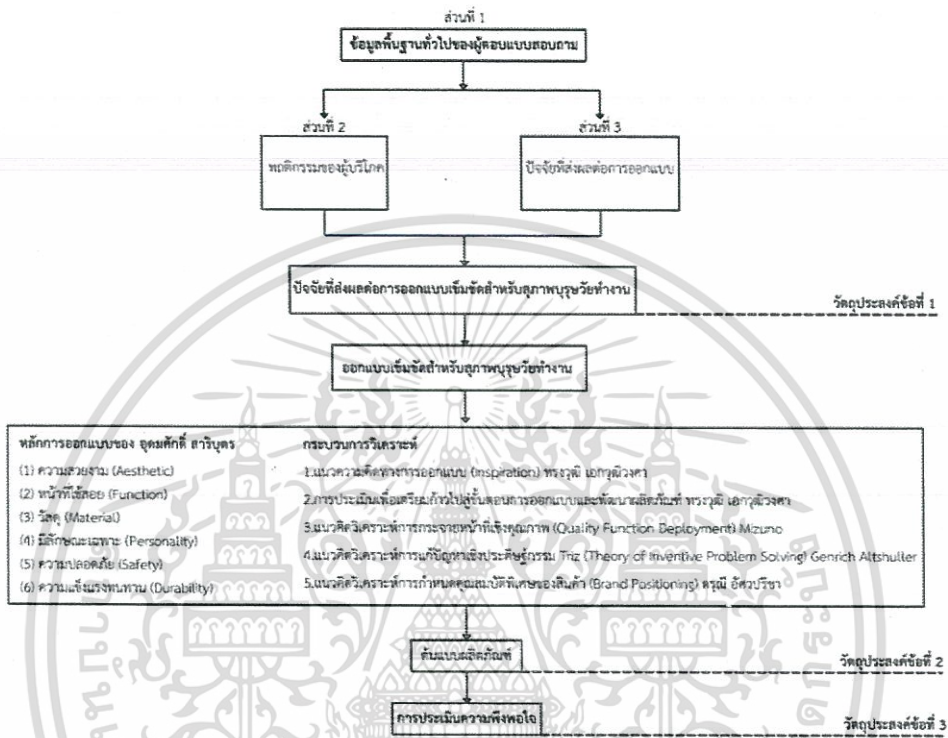 ส่วนที่ 1
ข้อมูลพื้นฐานทั่วไปของผู้ตอบแบบสอบถาม
ส่วนที่ 2
ส่วนที่ 3
พฤติกรรมของผู้บริโภค
ปัจจัยที่ส่งผลต่อการออกแบบ
ปัจจัยที่ส่งผลต่อการออกแบบเข็มขัดสำหรับสุภาพบุรุษวัยทำงาน
วัตถุประสงค์ข้อที่ 1
ออกแบบเข็มขัดสำหรับสุภาพบุรุษวัยทำงาน
หลักการออกแบบของ อุดมศักดิ์ สาริบุตร
(1) ความสวยงาม (Aesthetic)
(2) หน้าที่ใช้สอย (Function)
(3) วัสดุ (Material)
(4) มีลักษณะเฉพาะ (Personality)
(5) ความปลอดภัย (Safety)
(6) ความแข็งแรงทนทาน (Durability)
กระบวนการวิเคราะห์
1.แนวความคิดทางการออกแบบ (Inspiration) ทรงวุฒิ เอกวุฒิวงศา
2.การประเมินเพื่อเตรียมก้าวไปสู่ขั้นตอนการออกแบบและพัฒนาผลิตภัณฑ์ ทรงวุฒิ เอกวุฒิวงศา
3.แนวคิดวิเคราะห์การกระจายหน้าที่เชิงคุณภาพ (Quality Function Deployment) Mizuno
4.แนวคิดวิเคราะห์การแก้ปัญหาเชิงประดิษฐ์กรรม Triz (Theory of Inventive Problem Solving) Genrich Altshuller
5.แนวคิดวิเคราะห์การกำหนดคุณสมบัติพิเศษของสินค้า (Brand Positioning) ดรุณี อัศวปรีชา
ต้นแบบผลิตภัณฑ์
วัตถุประสงค์ข้อที่ 2
การประเมินความพึงพอใจ
วัตถุประสงค์ข้อที่ 3